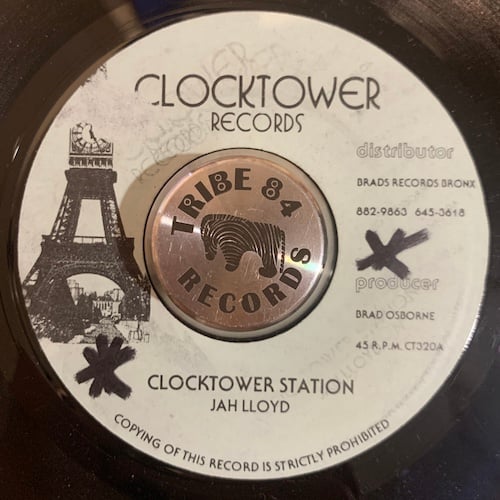 CLOCKTOWER
RECORDS
distributor
BRADS RECORDS BRONX
882-9863 645-3618
producer
BRAD OSBORNE
45 R.P.M. CT320A
TRIBE 84
RECORDS
CLOCKTOWER STATION
JAH LLOYD
COPYING OF THIS RECORD IS STRICTLY PROHIBITED